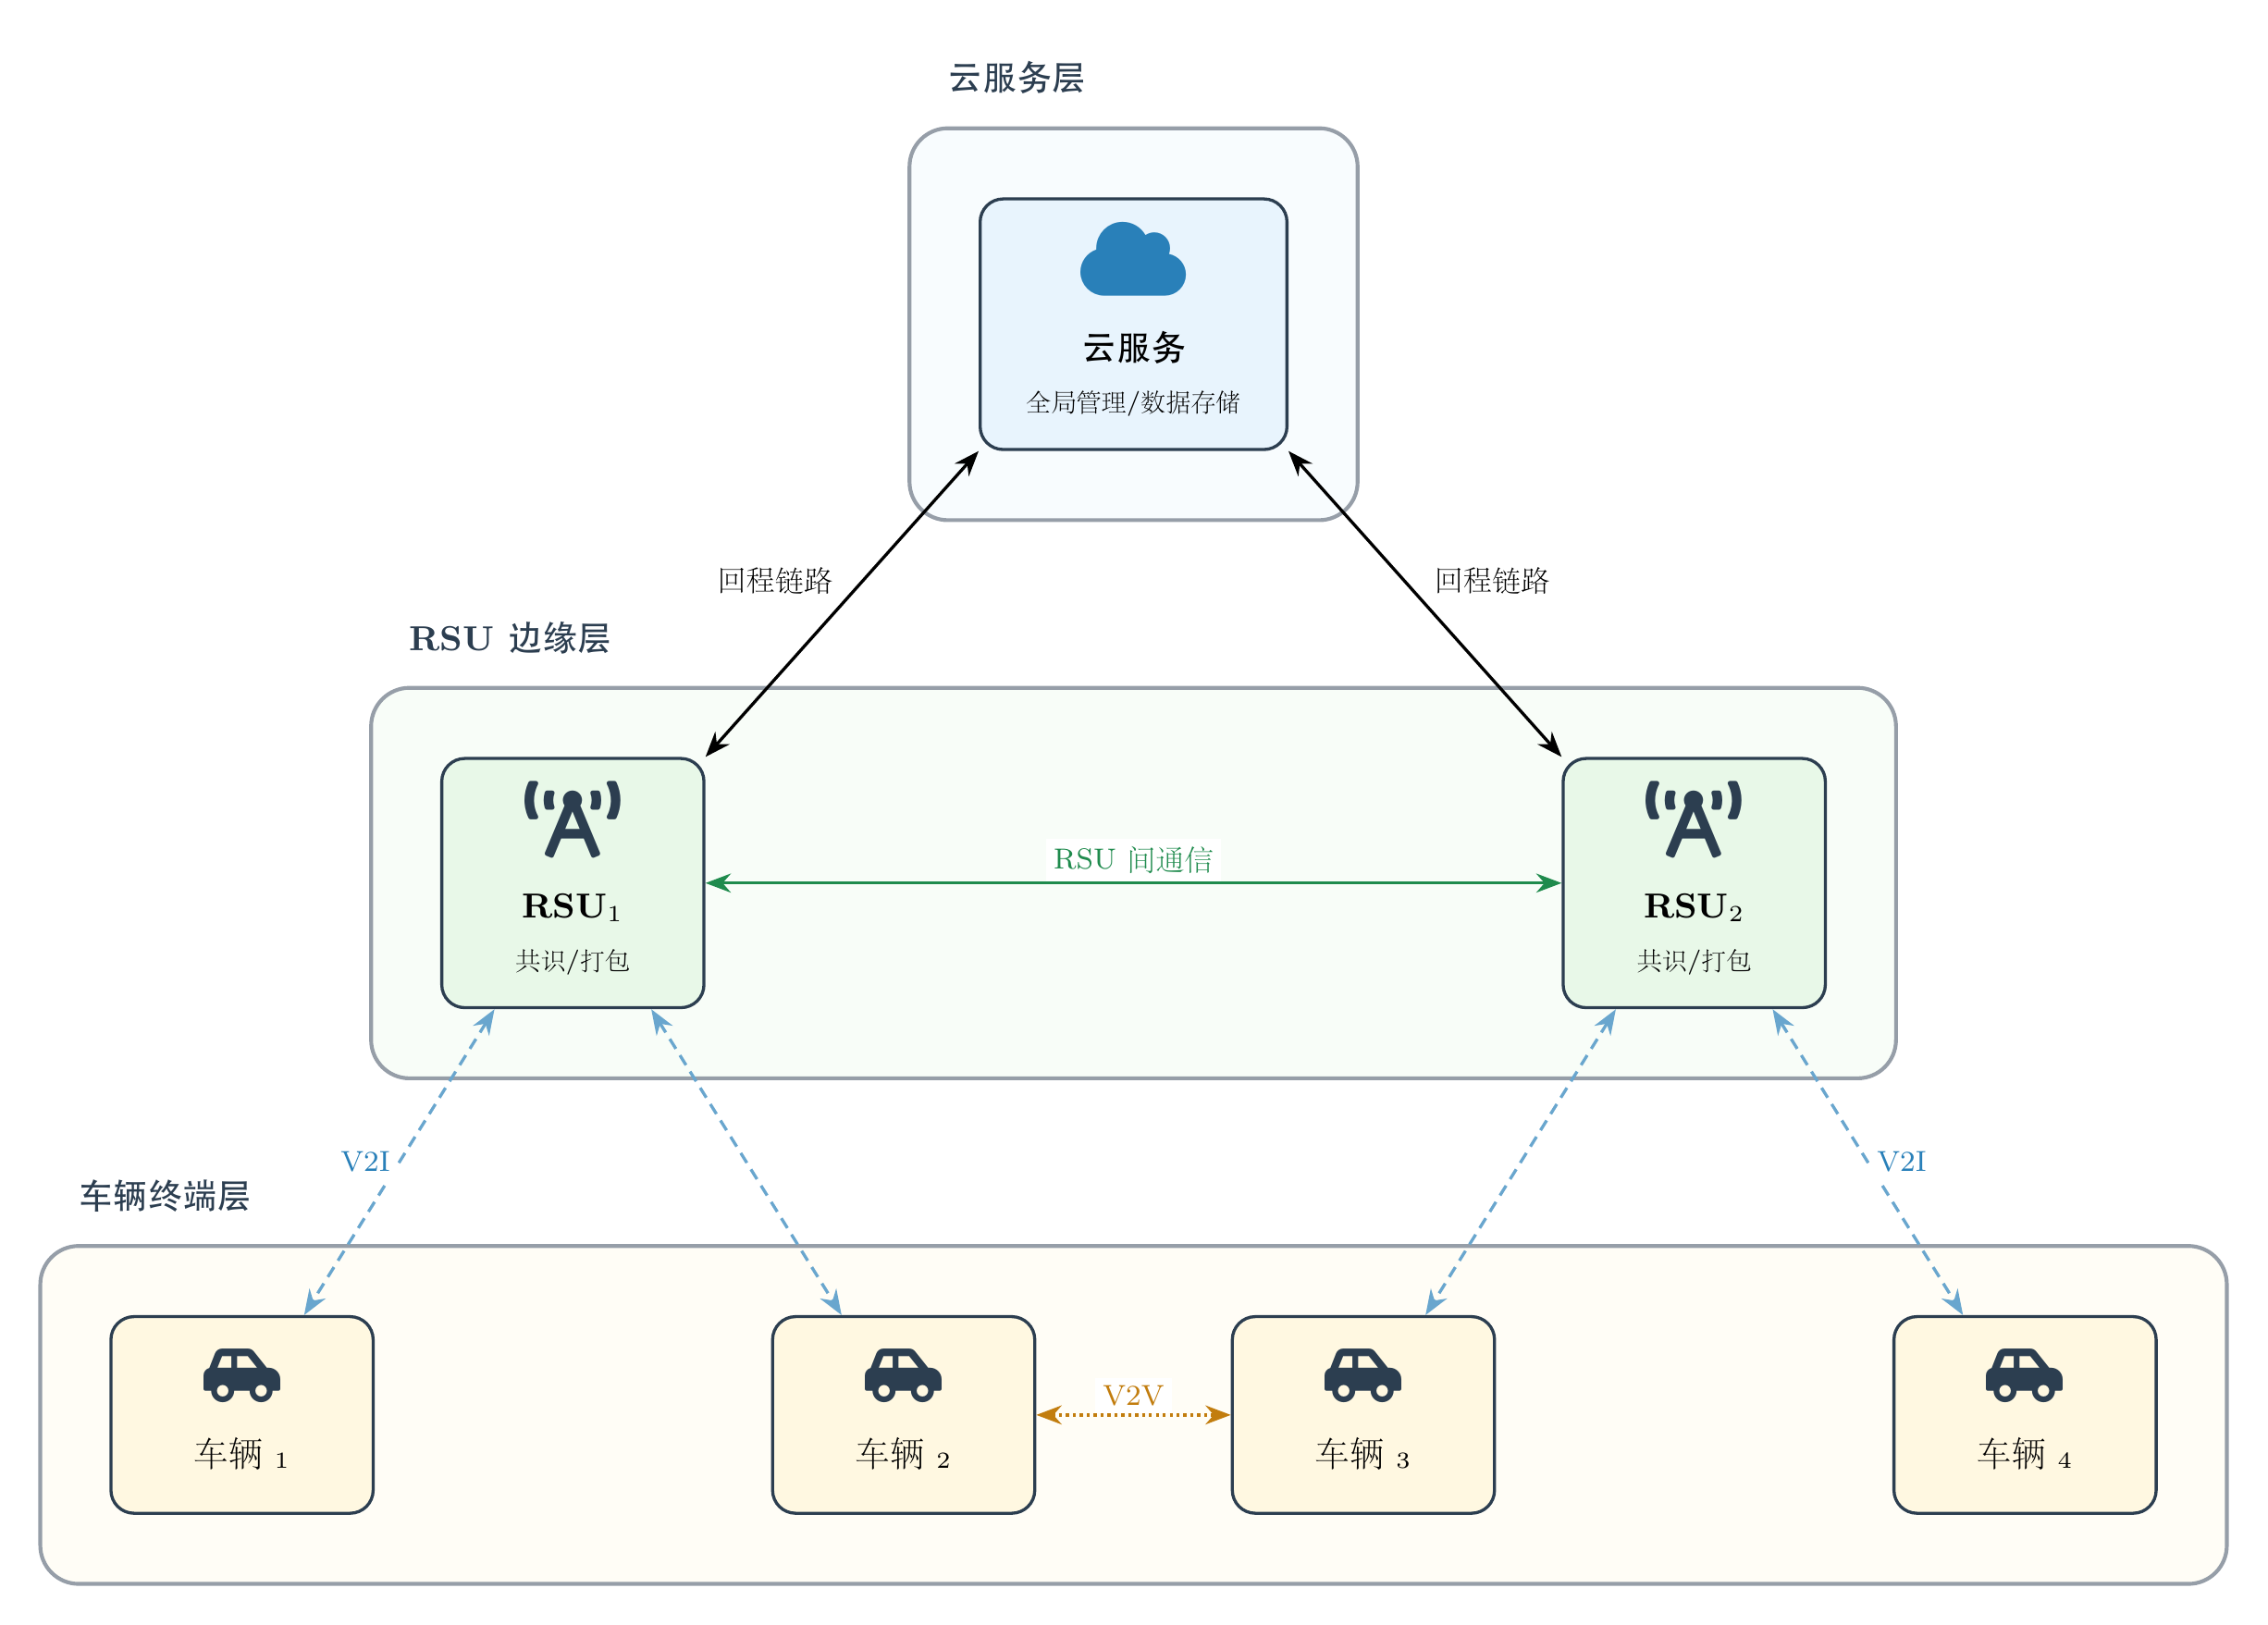 云服务层
云服务
全局管理/数据存储
回程链路
回程链路
RSU 边缘层
RSU 间通信
RSU₁
共识/打包
RSU₂
共识/打包
V2I
V2I
车辆终端层
V2V
车辆 ₁
车辆 ₂
车辆 ₃
车辆 ₄